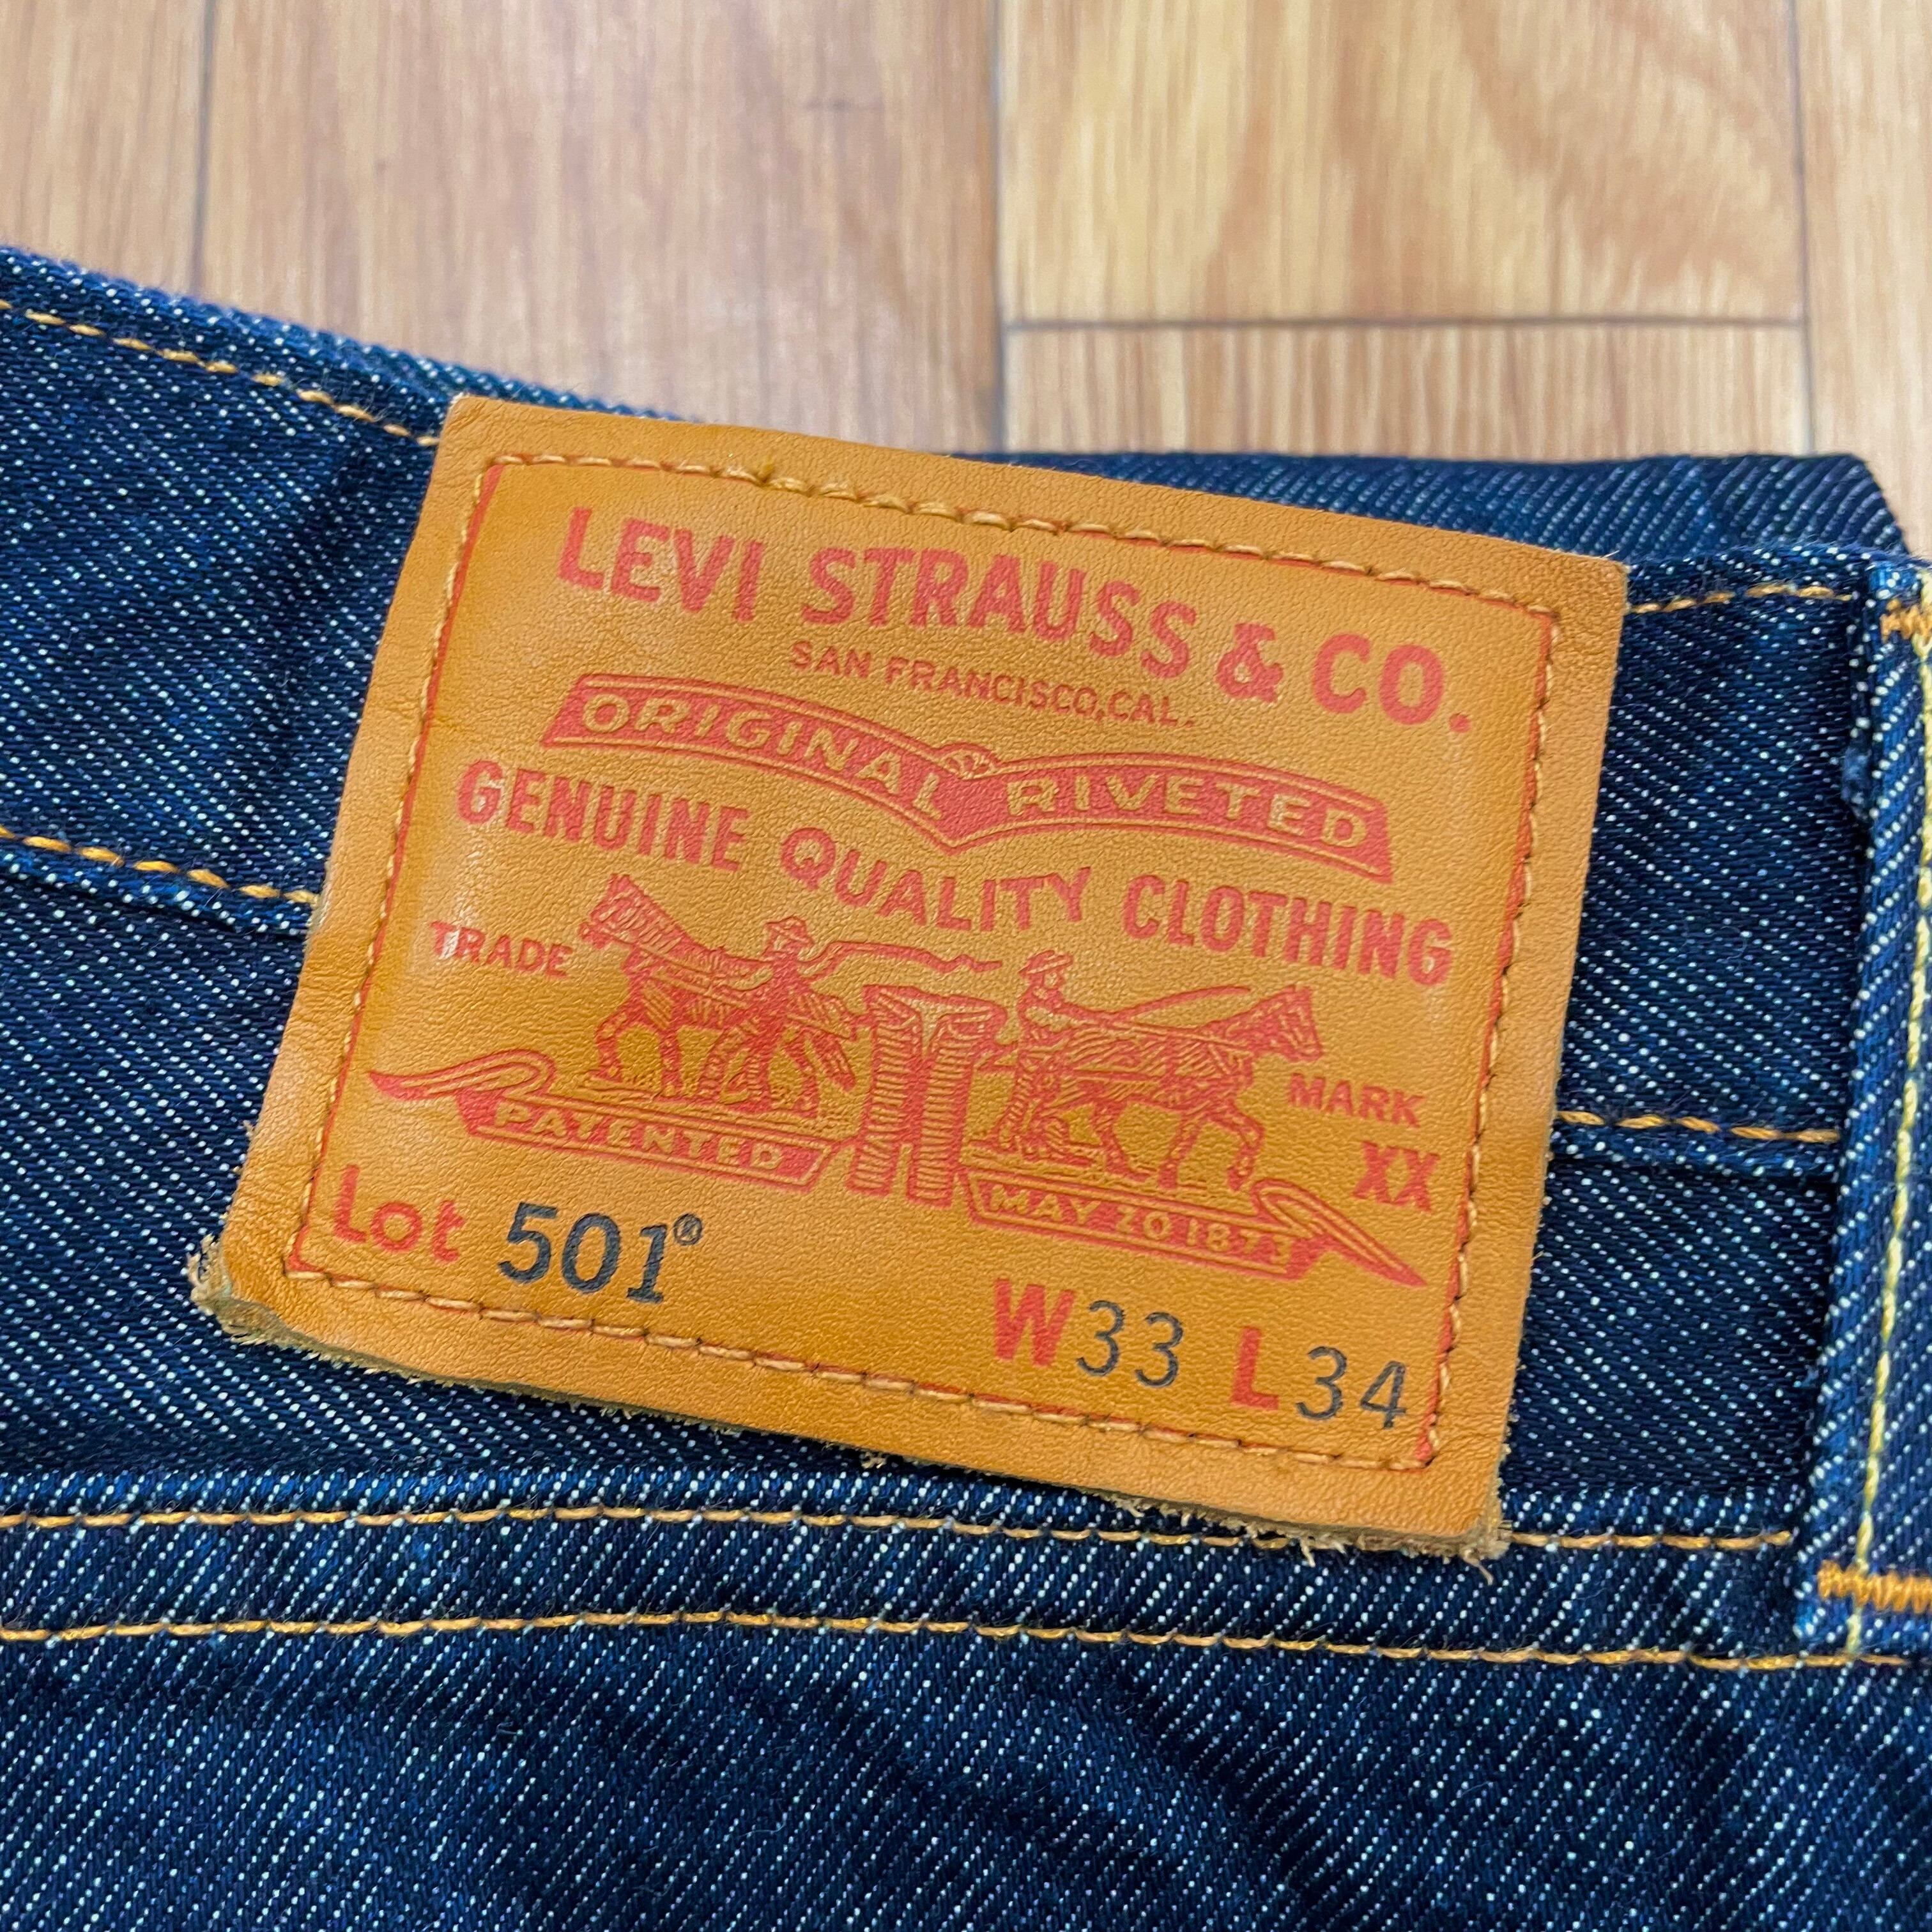 LEVI STRAUSS & CO.
SAN FRANCISCO, CAL.
ORIGINAL RIVETED
GENUINE QUALITY CLOTHING
TRADE MARK
XX
PATENTED MAY 20 1873
Lot 501®
W33 L34